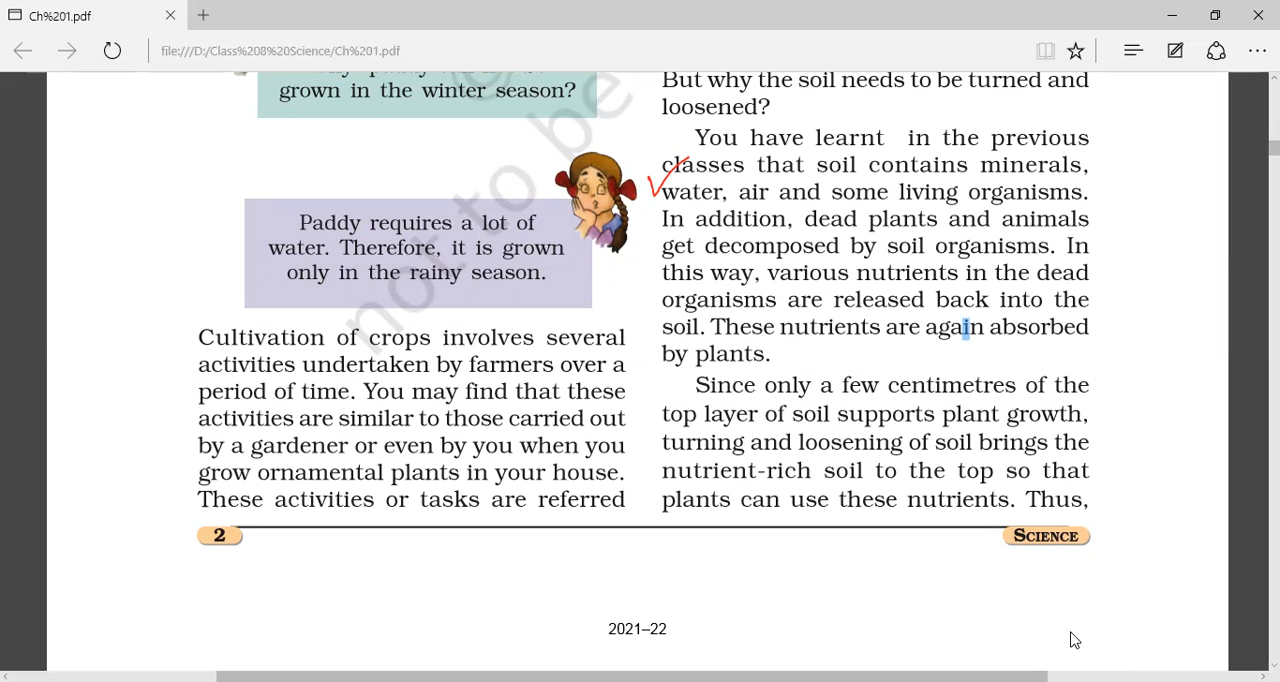 Ch%201.pdf
file:///D:/Class%208%20Science/Ch%201.pdf
grown in the winter season?
Paddy requires a lot of
water. Therefore, it is grown
only in the rainy season.
Cultivation of crops involves several
activities undertaken by farmers over a
period of time. You may find that these
activities are similar to those carried out
by a gardener or even by you when you
grow ornamental plants in your house.
These activities or tasks are referred
But why the soil needs to be turned and
loosened?
You have learnt in the previous
classes that soil contains minerals,
water, air and some living organisms.
In addition, dead plants and animals
get decomposed by soil organisms. In
this way, various nutrients in the dead
organisms are released back into the
soil. These nutrients are again absorbed
by plants.
Since only a few centimetres of the
top layer of soil supports plant growth,
turning and loosening of soil brings the
nutrient-rich soil to the top so that
plants can use these nutrients. Thus,
2
SCIENCE
2021–22
not to be